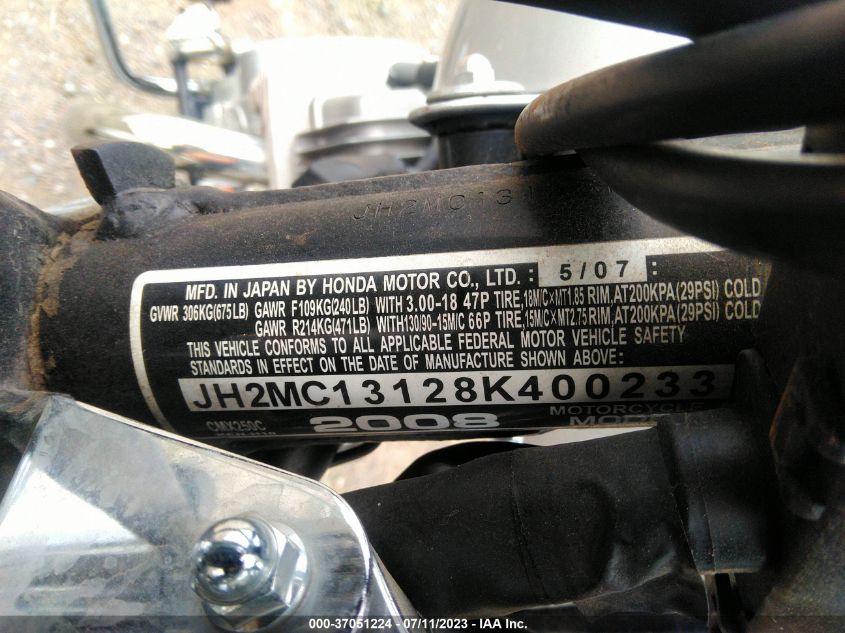 JH2MC131
MFD. IN JAPAN BY HONDA MOTOR CO., LTD. : 5/07 :
GVWR 306KG(675LB) GAWR F109KG(240LB) WITH 3.00-18 47P TIRE,18M/C×MT1.85 RIM,AT200KPA(29PSI) COLD
GAWR R214KG(471LB) WITH130/90-15M/C 66P TIRE,15M/C×MT2.75 RIM,AT200KPA(29PSI) COLD
THIS VEHICLE CONFORMS TO ALL APPLICABLE FEDERAL MOTOR VEHICLE SAFETY
STANDARDS IN EFFECT ON THE DATE OF MANUFACTURE SHOWN ABOVE:
JH2MC13128K400233
CMX250C 2008 MOTORCYCLE
000-37051224 - 07/11/2023 - IAA Inc.